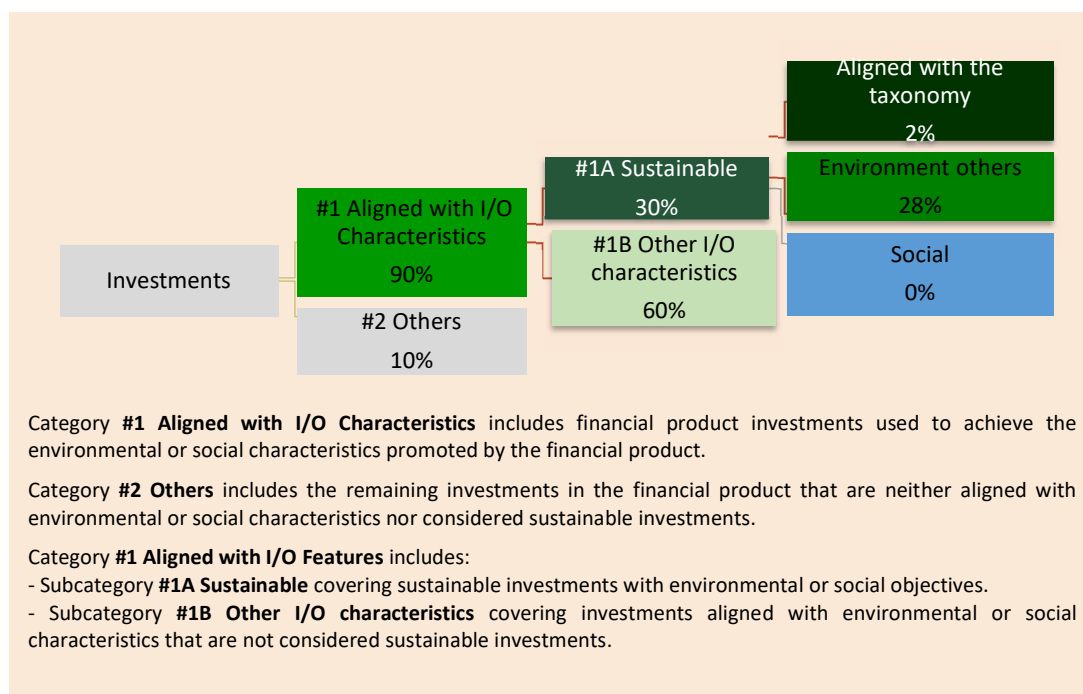 Aligned with the
taxonomy
2%
#1A Sustainable
30%
Environment others
28%
#1 Aligned with I/O
Characteristics
90%
#1B Other I/O
characteristics
60%
Social
0%
Investments
#2 Others
10%
Category #1 Aligned with I/O Characteristics includes financial product investments used to achieve the
environmental or social characteristics promoted by the financial product.
Category #2 Others includes the remaining investments in the financial product that are neither aligned with
environmental or social characteristics nor considered sustainable investments.
Category #1 Aligned with I/O Features includes:
- Subcategory #1A Sustainable covering sustainable investments with environmental or social objectives.
- Subcategory #1B Other I/O characteristics covering investments aligned with environmental or social
characteristics that are not considered sustainable investments.